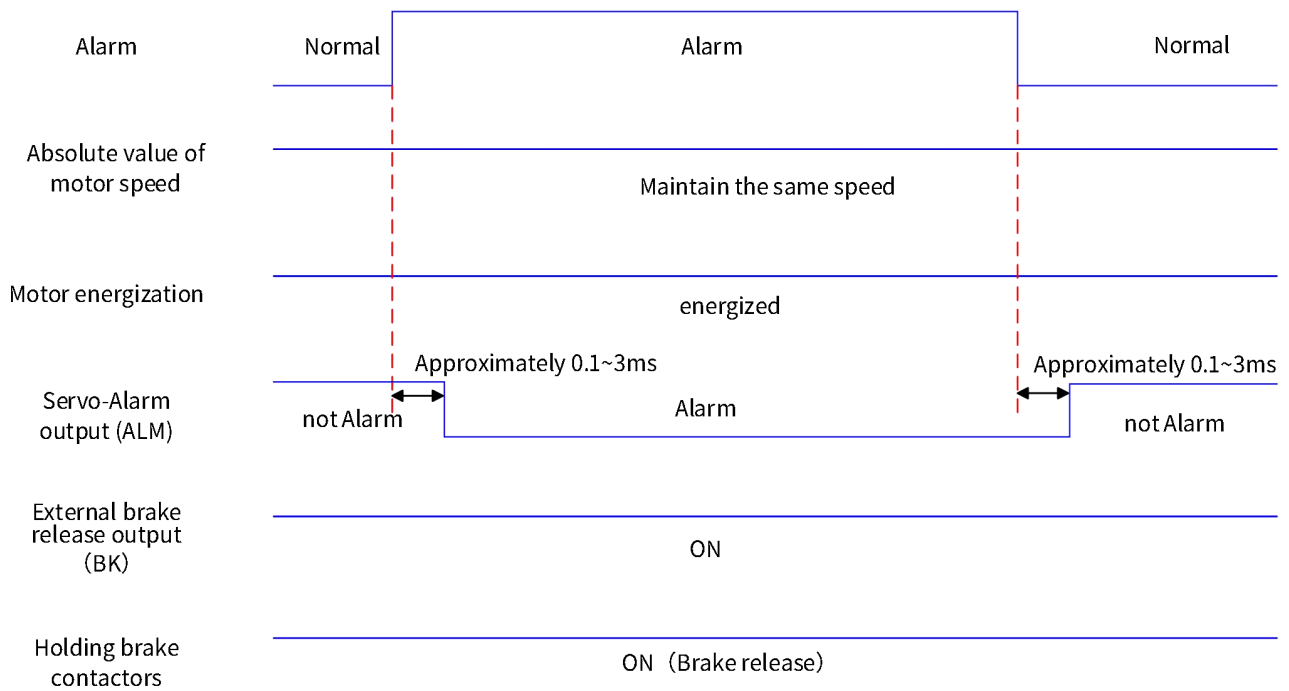 Alarm
Normal
Alarm
Normal
Absolute value of
motor speed
Maintain the same speed
Motor energization
energized
Approximately 0.1~3ms
Approximately 0.1~3ms
Servo-Alarm
output (ALM)
not Alarm
Alarm
not Alarm
External brake
release output
（BK）
ON
Holding brake
contactors
ON（Brake release）